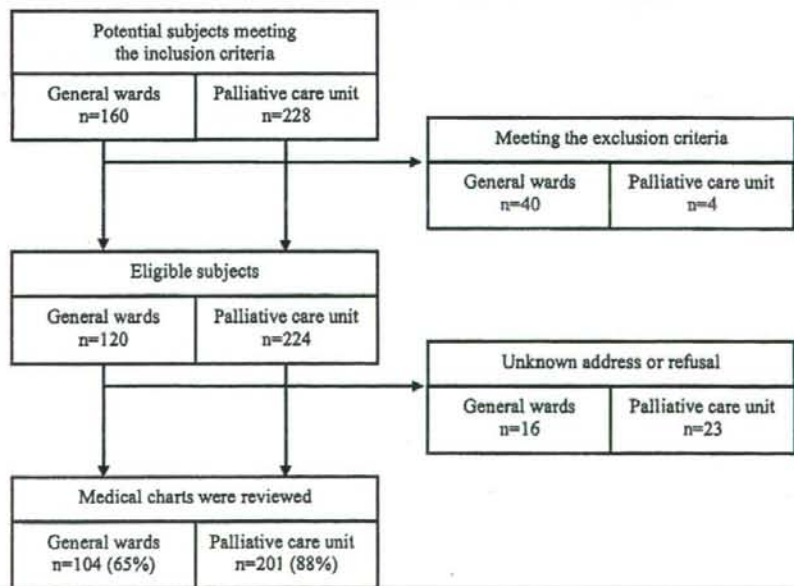 Potential subjects meeting
the inclusion criteria
General wards
n=160
Palliative care unit
n=228
Meeting the exclusion criteria
General wards
n=40
Palliative care unit
n=4
Eligible subjects
General wards
n=120
Palliative care unit
n=224
Unknown address or refusal
General wards
n=16
Palliative care unit
n=23
Medical charts were reviewed
General wards
n=104 (65%)
Palliative care unit
n=201 (88%)